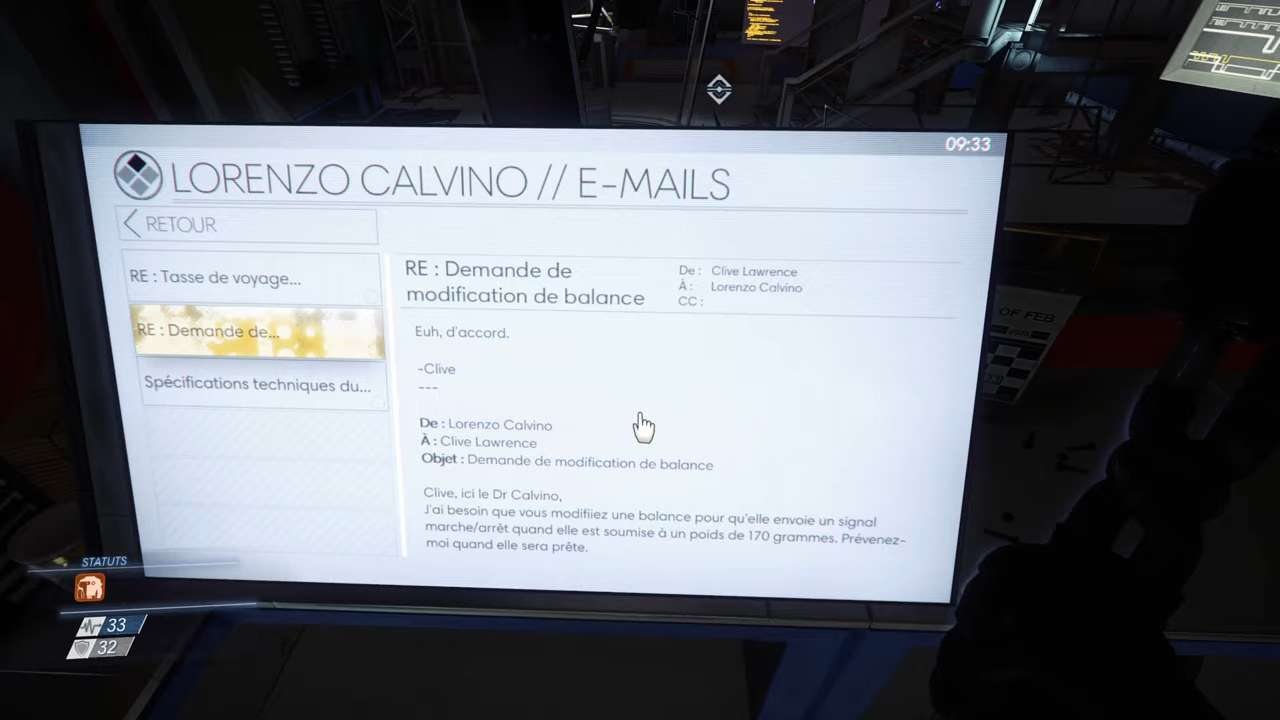 09:33
LORENZO CALVINO // E-MAILS
RETOUR
RE : Tasse de voyage...
RE : Demande de...
Spécifications techniques du...
RE : Demande de
modification de balance
De : Clive Lawrence
À : Lorenzo Calvino
CC :
Euh, d'accord.
-Clive
---
De : Lorenzo Calvino
À : Clive Lawrence
Objet : Demande de modification de balance
Clive, ici le Dr Calvino,
J'ai besoin que vous modifiiez une balance pour qu'elle envoie un signal
marche/arrêt quand elle est soumise à un poids de 170 grammes. Prévenez-
moi quand elle sera prête.
OF FEB
STATUTS
33
32